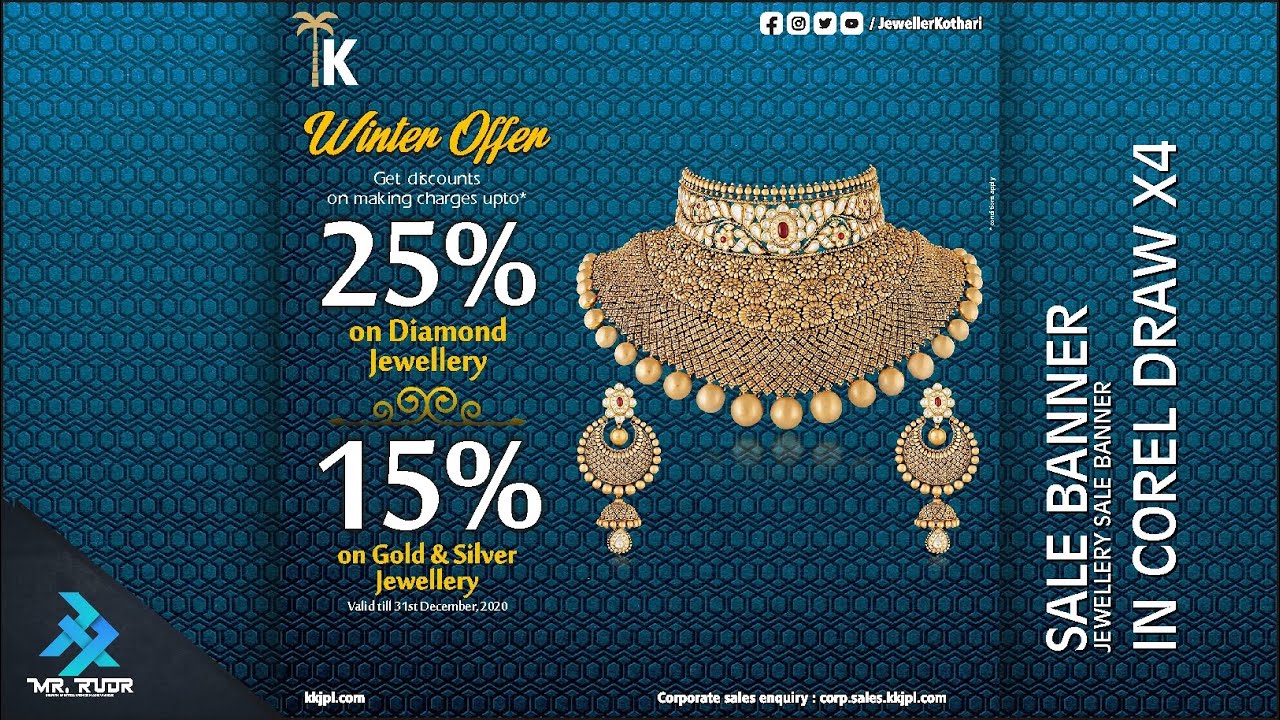 K
/ JewellerKothari
Winter Offer
Get discounts
on making charges upto*
25%
on Diamond
Jewellery
15%
on Gold & Silver
Jewellery
Valid till 31st December, 2020
* conditions apply
kkjpl.com
Corporate sales enquiry : corp.sales.kkjpl.com
SALE BANNER
JEWELLERY SALE BANNER
IN COREL DRAW X4
MR. RUDR